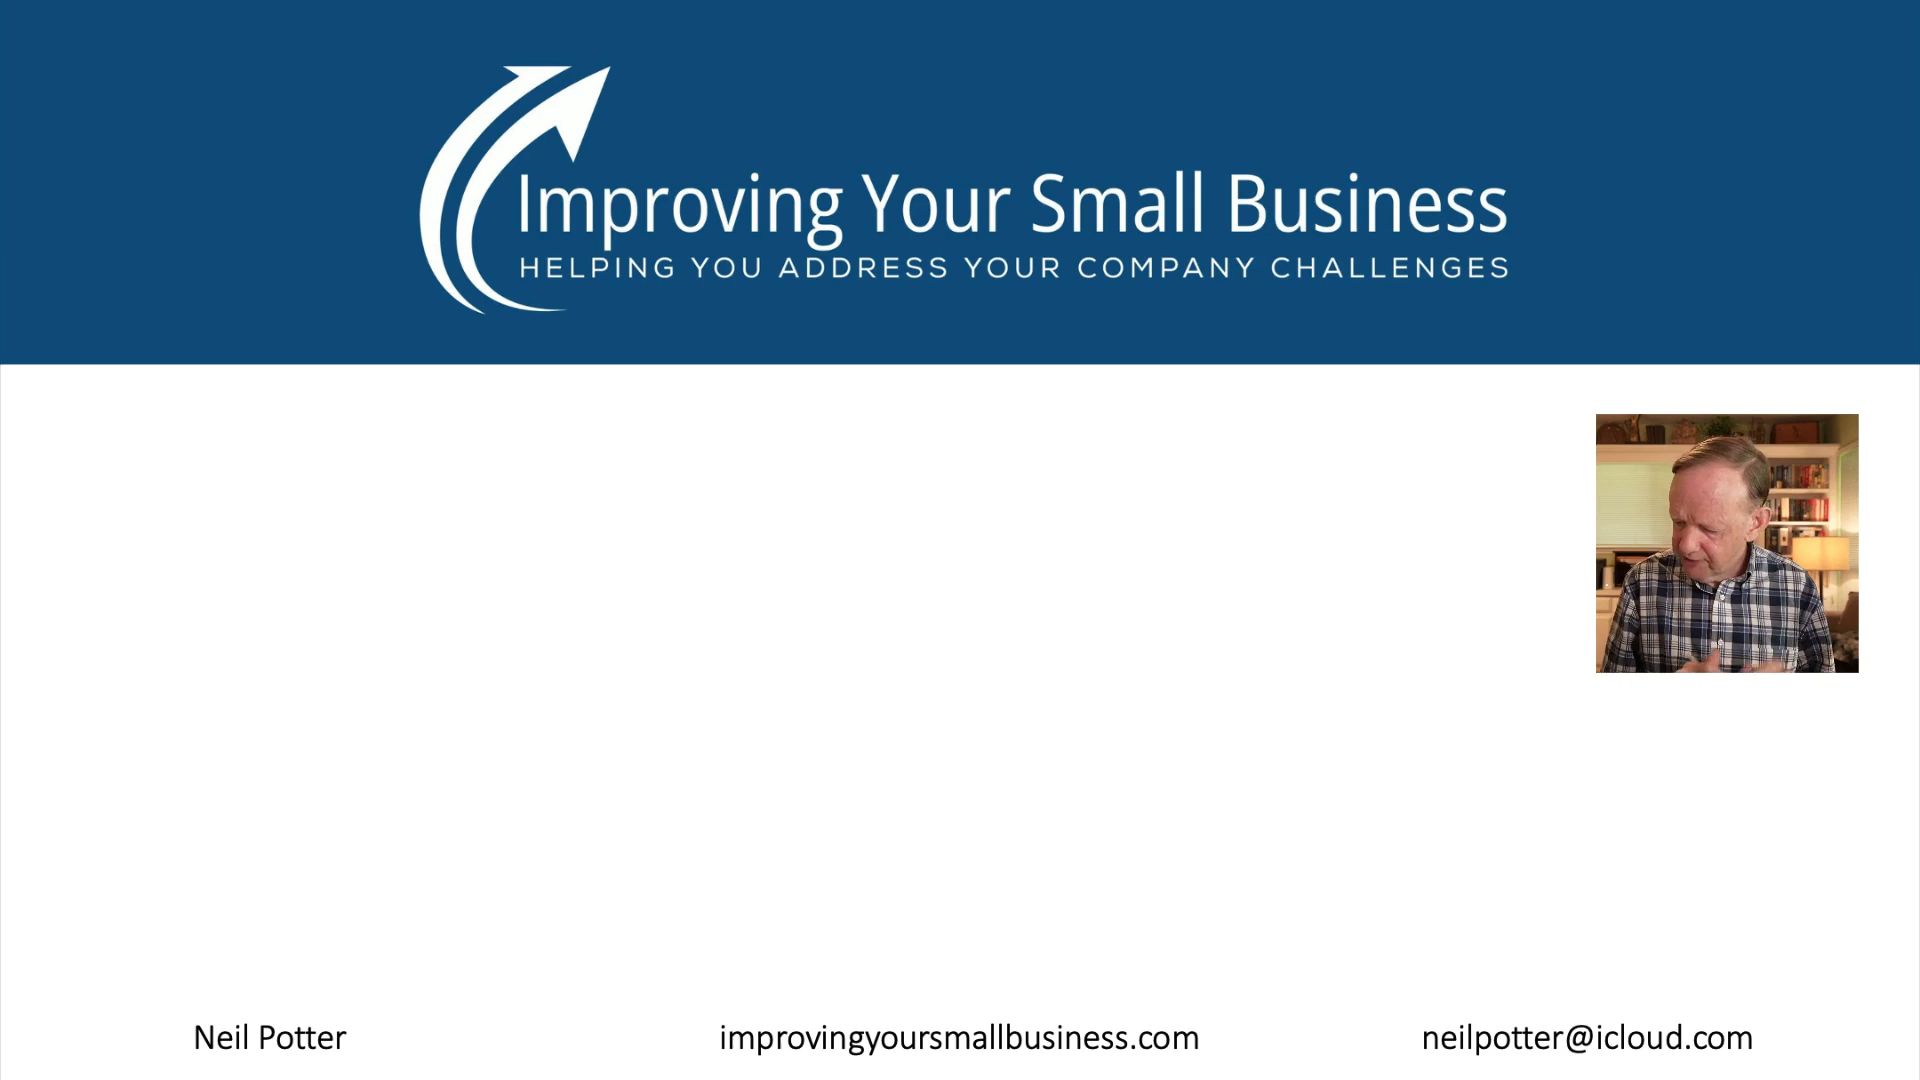 Improving Your Small Business
HELPING YOU ADDRESS YOUR COMPANY CHALLENGES
Neil Potter
improvingyoursmallbusiness.com
neilpotter@icloud.com